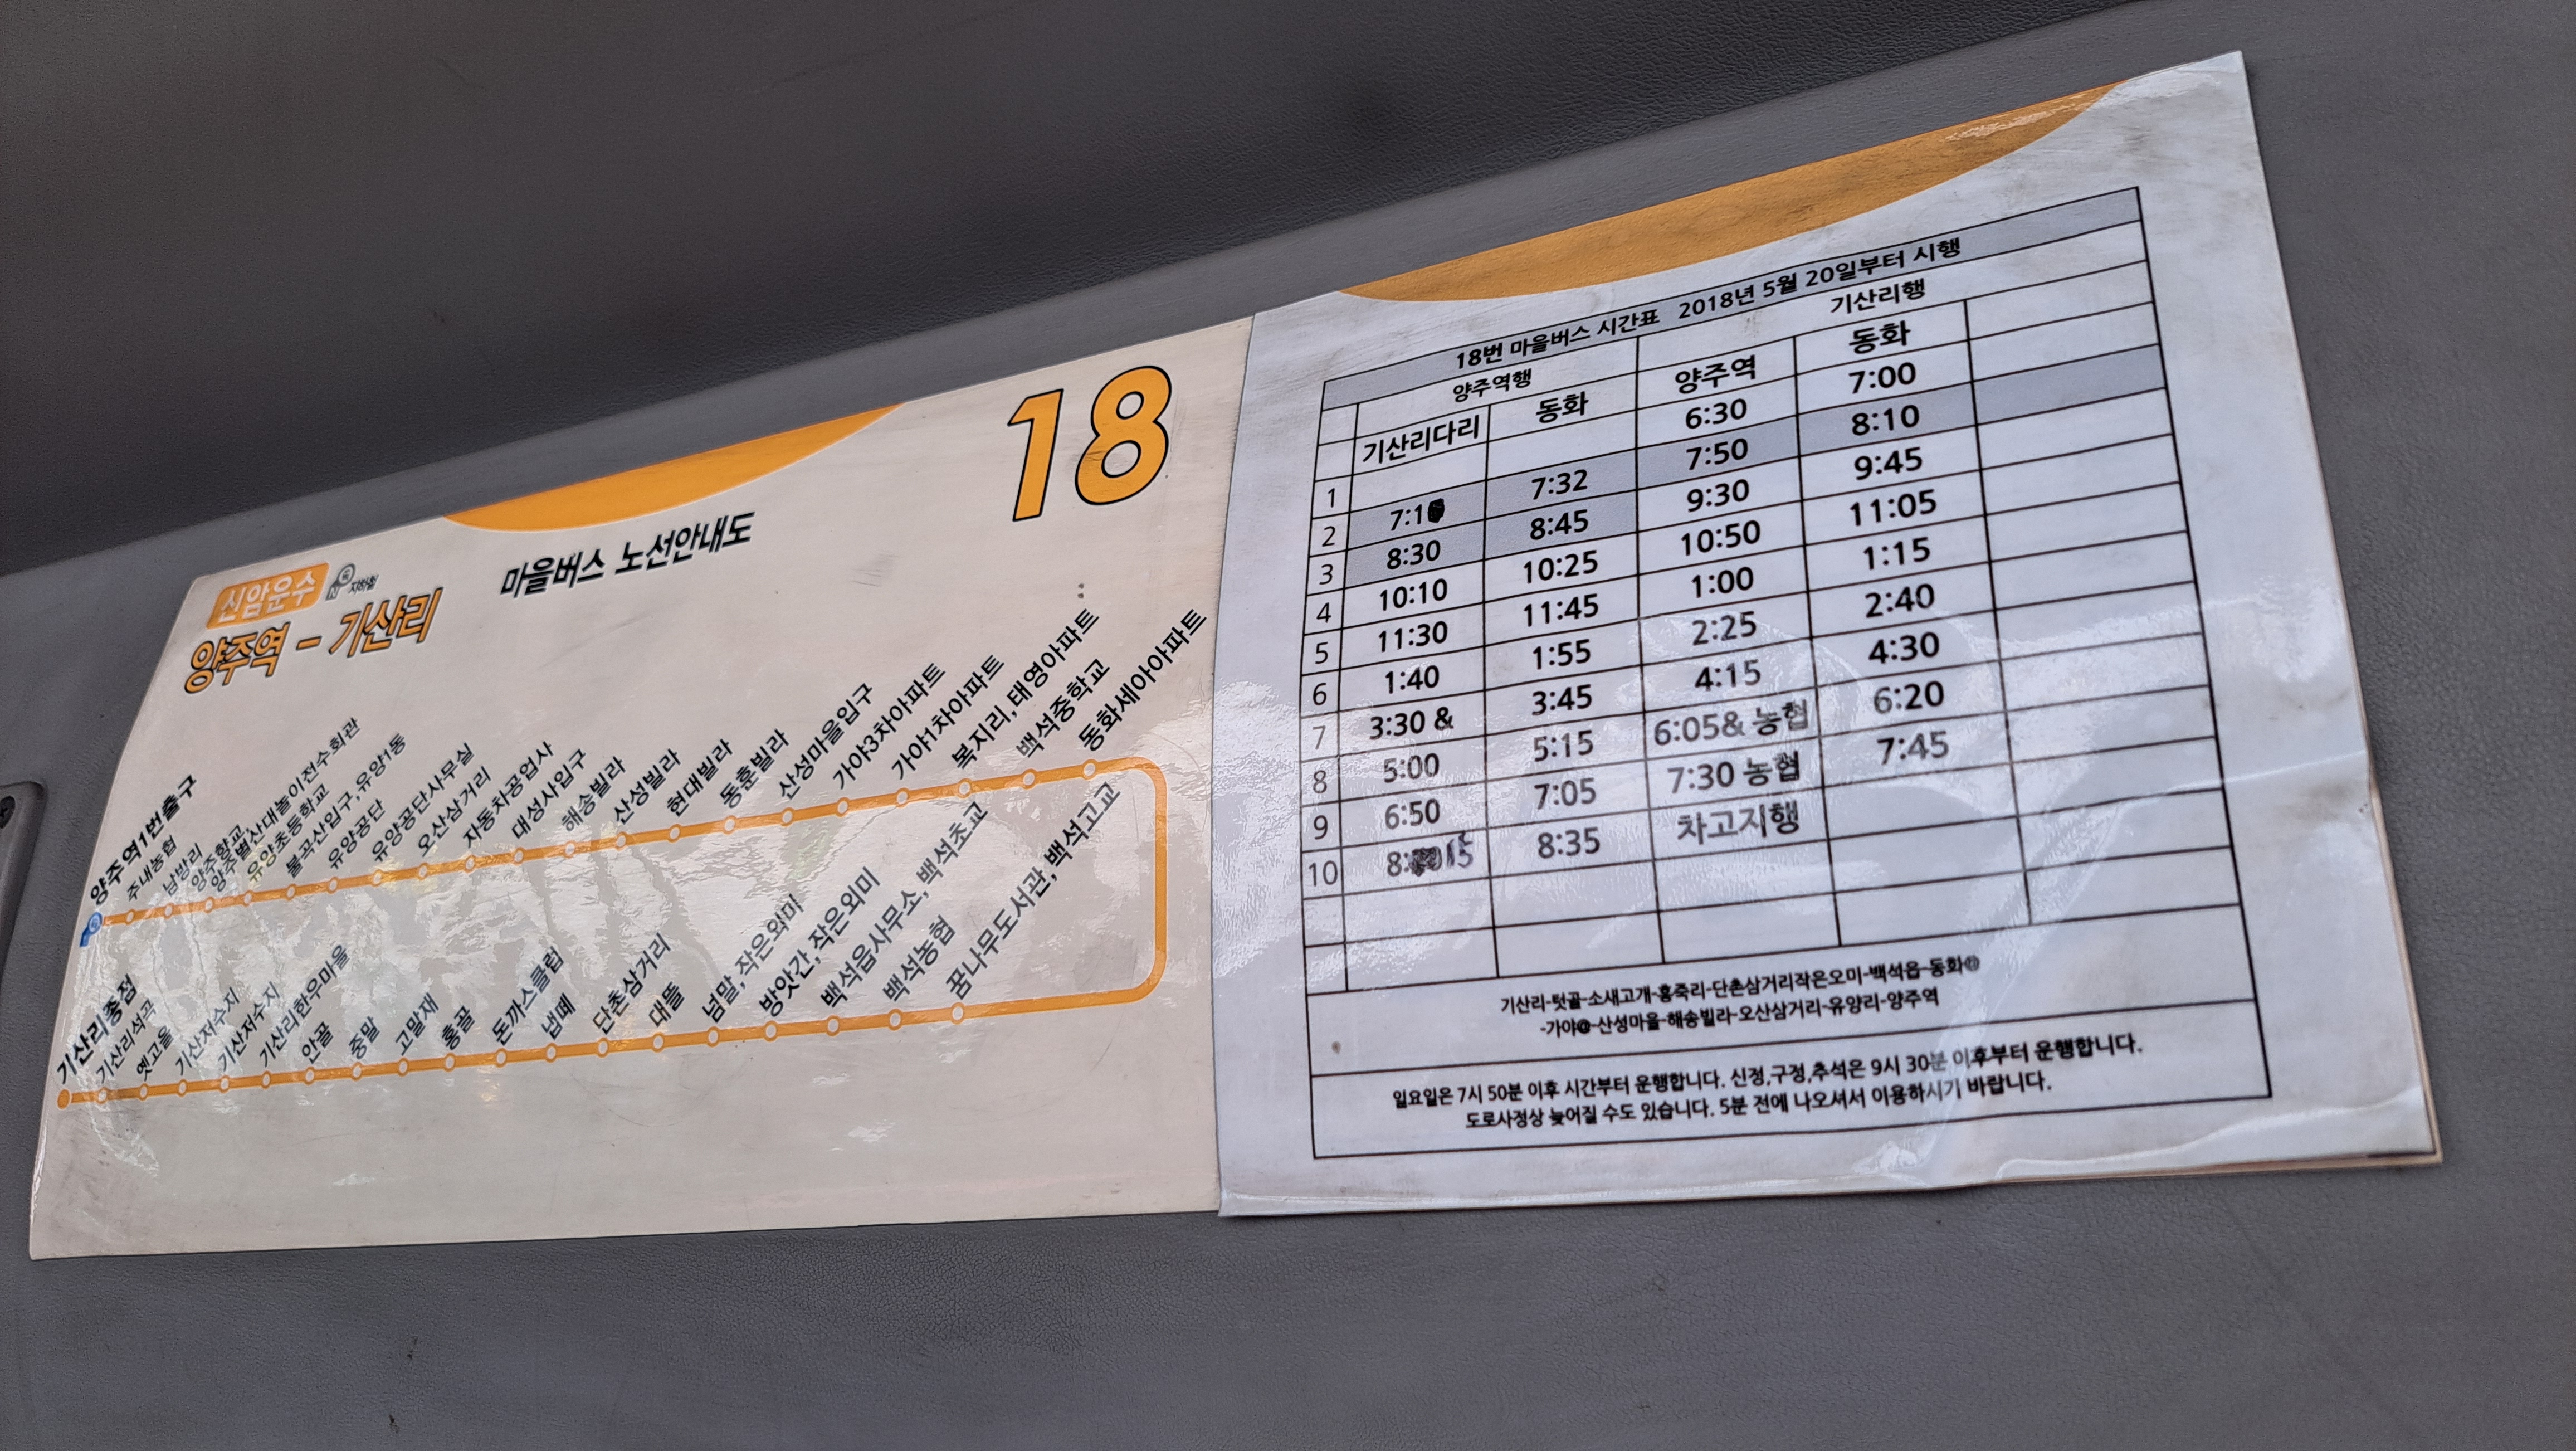 신암운수
지하철
양주역 - 기산리
마을버스 노선안내도
18
양주역1번출구
주내농협
남방리
양주향교
양주별산대놀이전수회관
유양초등학교
불곡산입구,유양1동
유양공단
유양공단사무실
오산삼거리
자동차공업사
대성사입구
해송빌라
산성빌라
현대빌라
동훈빌라
산성마을입구
가야3차아파트
가야1차아파트
복지리,태영아파트
백석중학교
동화세아아파트
기산리종점
기산리석곡
옛고을
기산저수지
기산저수지
기산리한우마을
안골
중말
고말재
홍골
돈까스클럽
냅페
단촌삼거리
대뜰
넘말,작은외미
방앗간,작은외미
백석읍사무소,백석초교
백석농협
꿈나무도서관,백석고교
18번 마을버스 시간표 2018년 5월 20일부터 시행
양주역행 기산리행
기산리다리 동화 양주역 동화
1 6:30 7:00
2 7:1 7:32 7:50 8:10
3 8:30 8:45 9:30 9:45
4 10:10 10:25 10:50 11:05
5 11:30 11:45 1:00 1:15
6 1:40 1:55 2:25 2:40
7 3:30 & 3:45 4:15 4:30
8 5:00 5:15 6:05& 농협 6:20
9 6:50 7:05 7:30 농협 7:45
10 8:15 8:35 차고지행
기산리-텃골-소새고개-홍죽리-단촌삼거리작은오미-백석읍-동화
-가야@-산성마을-해송빌라-오산삼거리-유양리-양주역
일요일은 7시 50분 이후 시간부터 운행합니다. 신정,구정,추석은 9시 30분 이후부터 운행합니다.
도로사정상 늦어질 수도 있습니다. 5분 전에 나오셔서 이용하시기 바랍니다.